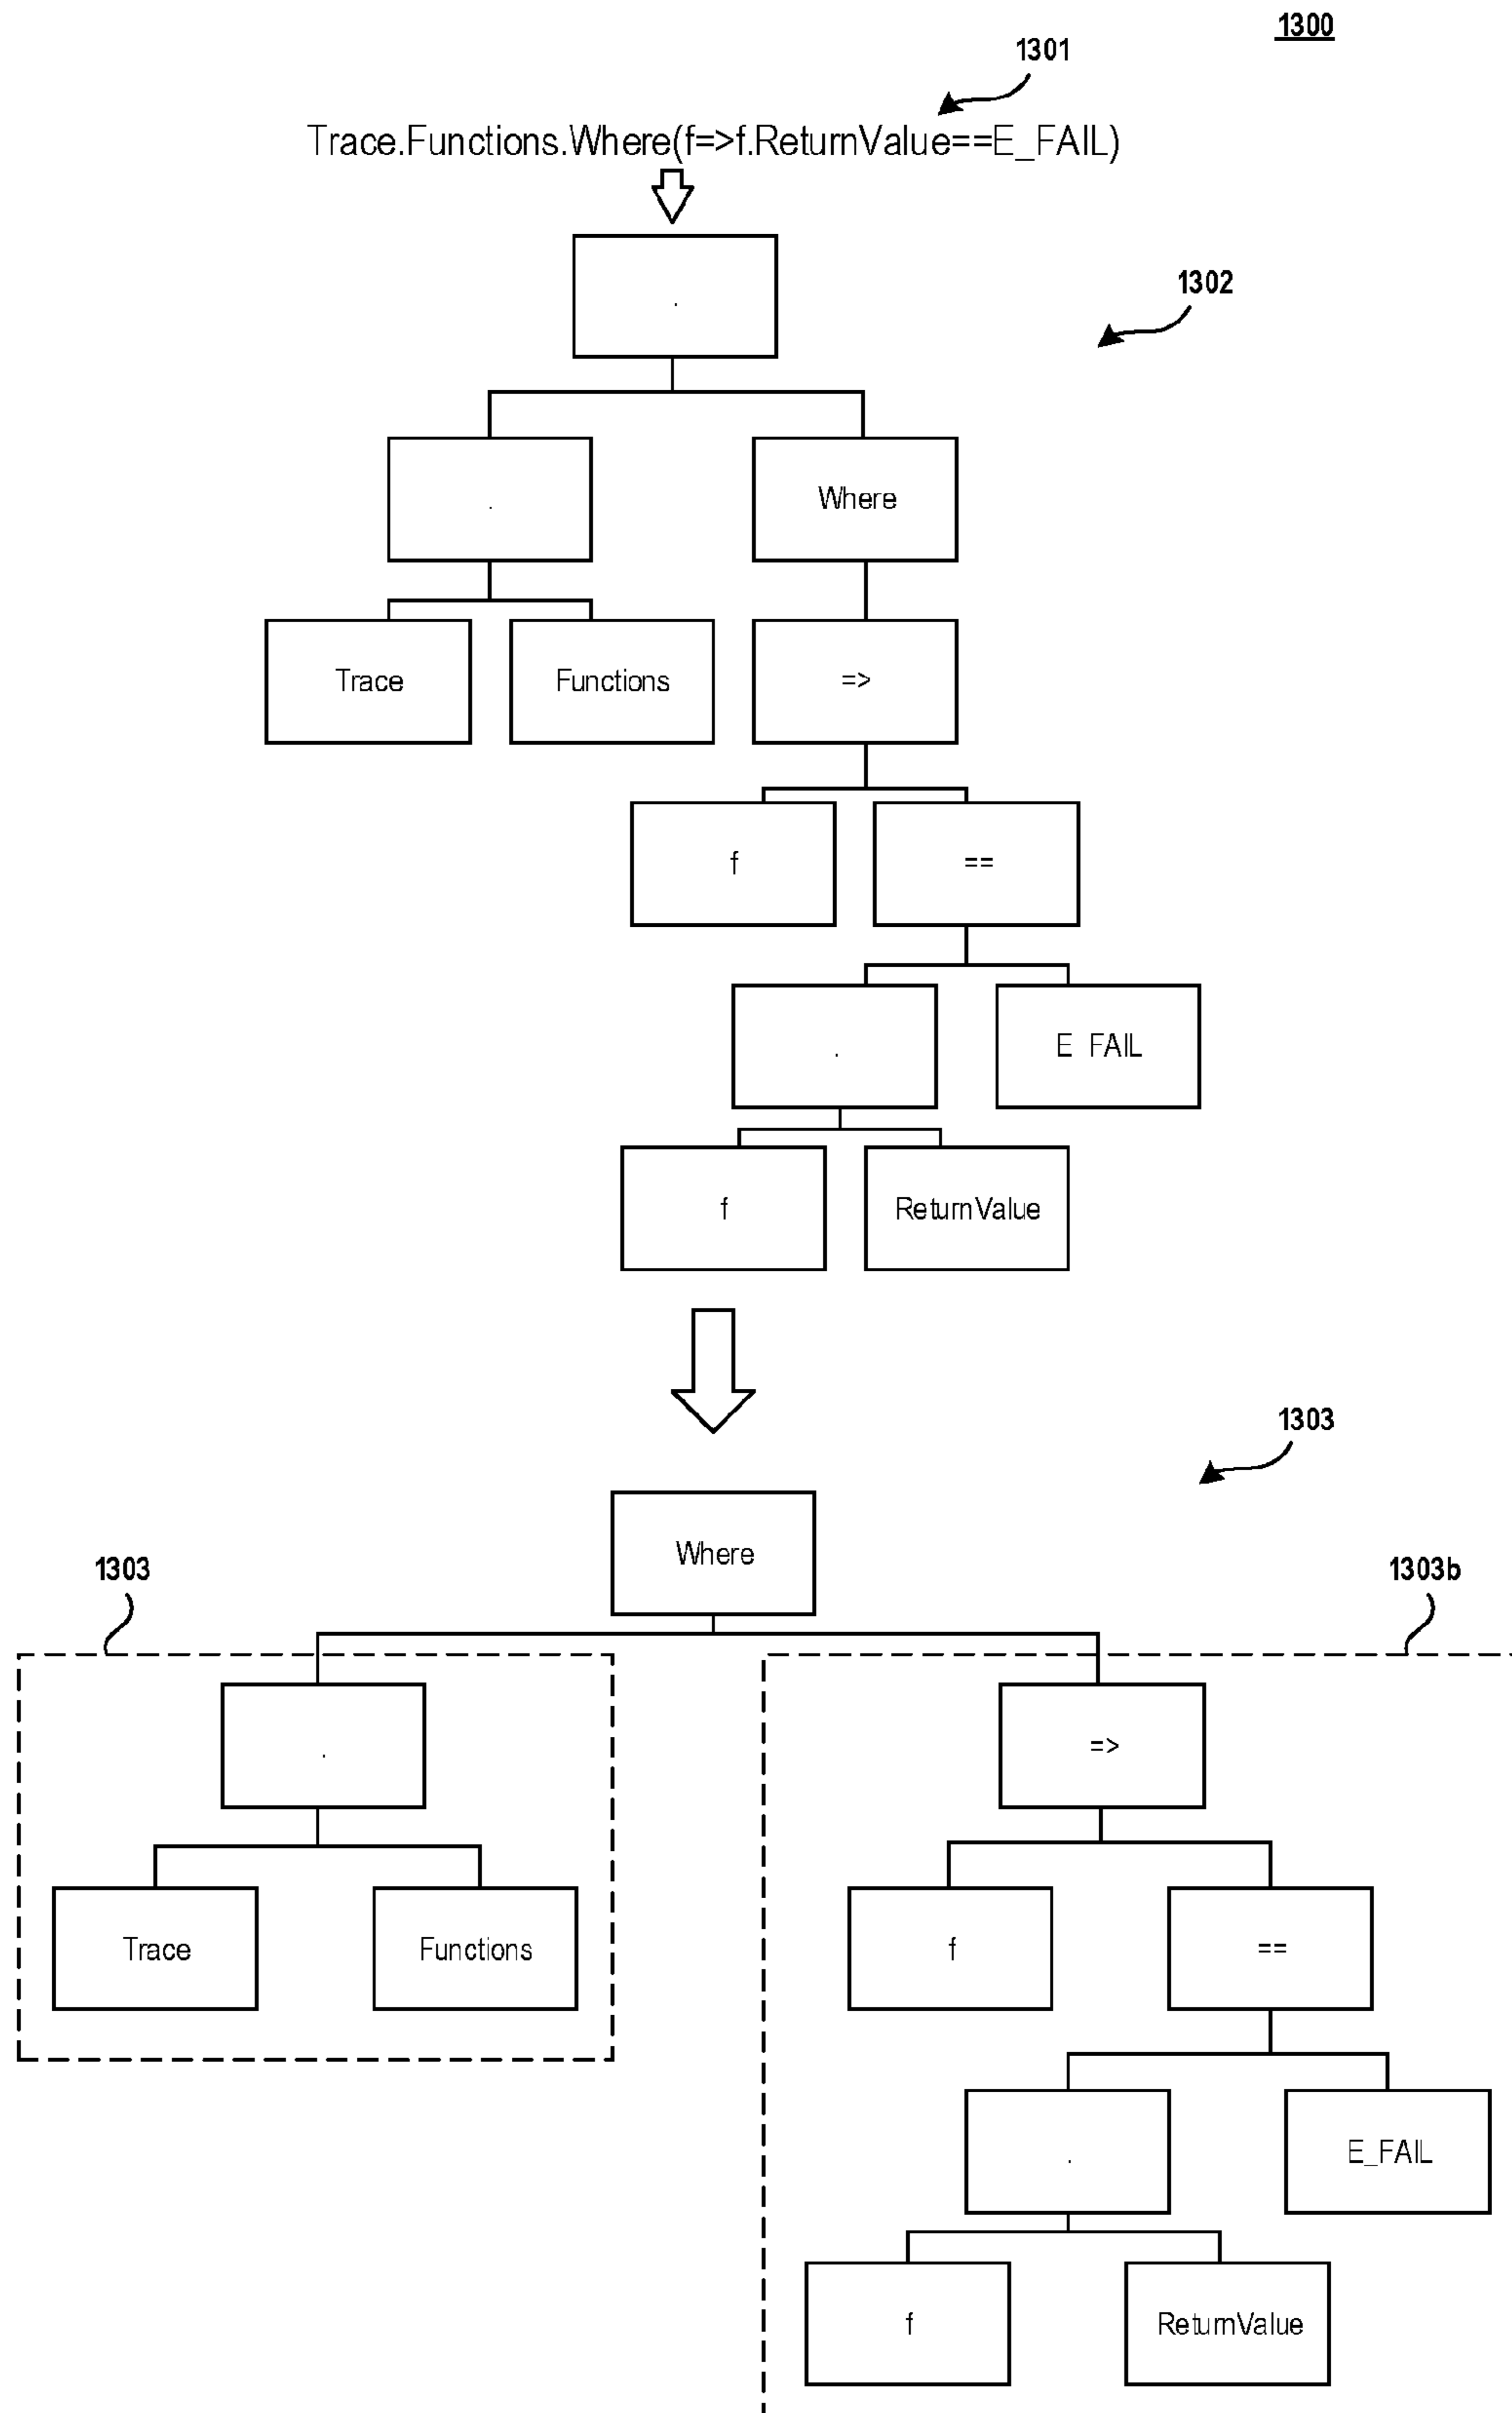 1300
1301
Trace.Functions.Where(f=>f.ReturnValue==E_FAIL)
.
1302
.
Where
Trace
Functions
=>
f
==
.
E FAIL
f
ReturnValue
1303
Where
1303
1303b
.
=>
Trace
Functions
f
==
.
E_FAIL
f
ReturnValue